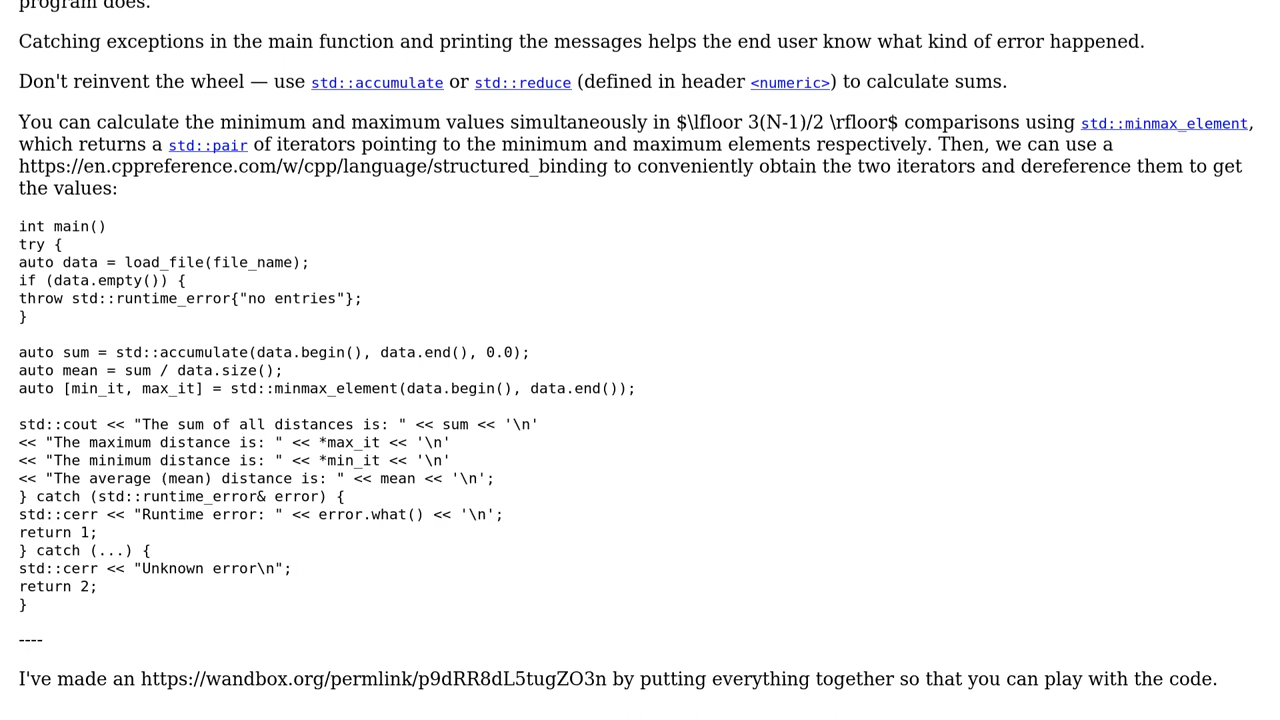 program does.
Catching exceptions in the main function and printing the messages helps the end user know what kind of error happened.
Don't reinvent the wheel — use std::accumulate or std::reduce (defined in header <numeric>) to calculate sums.
You can calculate the minimum and maximum values simultaneously in $\lfloor 3(N-1)/2 \rfloor$ comparisons using std::minmax_element,
which returns a std::pair of iterators pointing to the minimum and maximum elements respectively. Then, we can use a
https://en.cppreference.com/w/cpp/language/structured_binding to conveniently obtain the two iterators and dereference them to get
the values:
int main()
try {
auto data = load_file(file_name);
if (data.empty()) {
throw std::runtime_error{"no entries"};
}
auto sum = std::accumulate(data.begin(), data.end(), 0.0);
auto mean = sum / data.size();
auto [min_it, max_it] = std::minmax_element(data.begin(), data.end());
std::cout << "The sum of all distances is: " << sum << '\n'
<< "The maximum distance is: " << *max_it << '\n'
<< "The minimum distance is: " << *min_it << '\n'
<< "The average (mean) distance is: " << mean << '\n';
} catch (std::runtime_error& error) {
std::cerr << "Runtime error: " << error.what() << '\n';
return 1;
} catch (...) {
std::cerr << "Unknown error\n";
return 2;
}
----
I've made an https://wandbox.org/permlink/p9dRR8dL5tugZO3n by putting everything together so that you can play with the code.